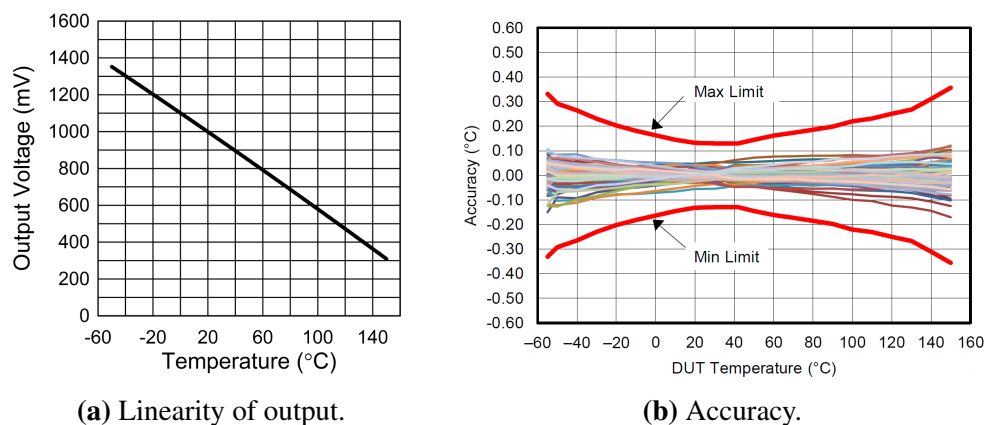 1600
1400
1200
1000
800
600
400
200
0
Output Voltage (mV)
-60 -20 20 60 100 140
Temperature (°C)
(a) Linearity of output.
0.60
0.50
0.40
0.30
0.20
0.10
0.00
-0.10
-0.20
-0.30
-0.40
-0.50
-0.60
Accuracy (°C)
Max Limit
Min Limit
–60 –40 –20 0 20 40 60 80 100 120 140 160
DUT Temperature (°C)
(b) Accuracy.